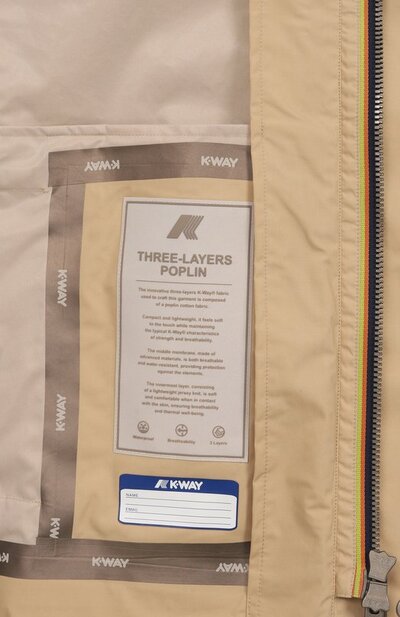 K-WAY
K-WAY
THREE-LAYERS
POPLIN
The innovative three-layers K-Way® fabric
used to craft this garment is composed
of a poplin cotton fabric.
Compact and lightweight, it feels soft
to the touch while maintaining
the typical K-Way® characteristics
of strength and breathability.
The middle membrane, made of
advanced materials, is both breathable
and water-resistant, providing protection
against the elements.
The innermost layer, consisting
of a lightweight jersey knit, is soft
and comfortable when in contact
with the skin, ensuring breathability
and thermal well-being.
Waterproof
Breathability
3 Layers
K-WAY
K-WAY
K-WAY
K-WAY
NAME
EMAIL
K-WAY
K-WAY
K-WAY